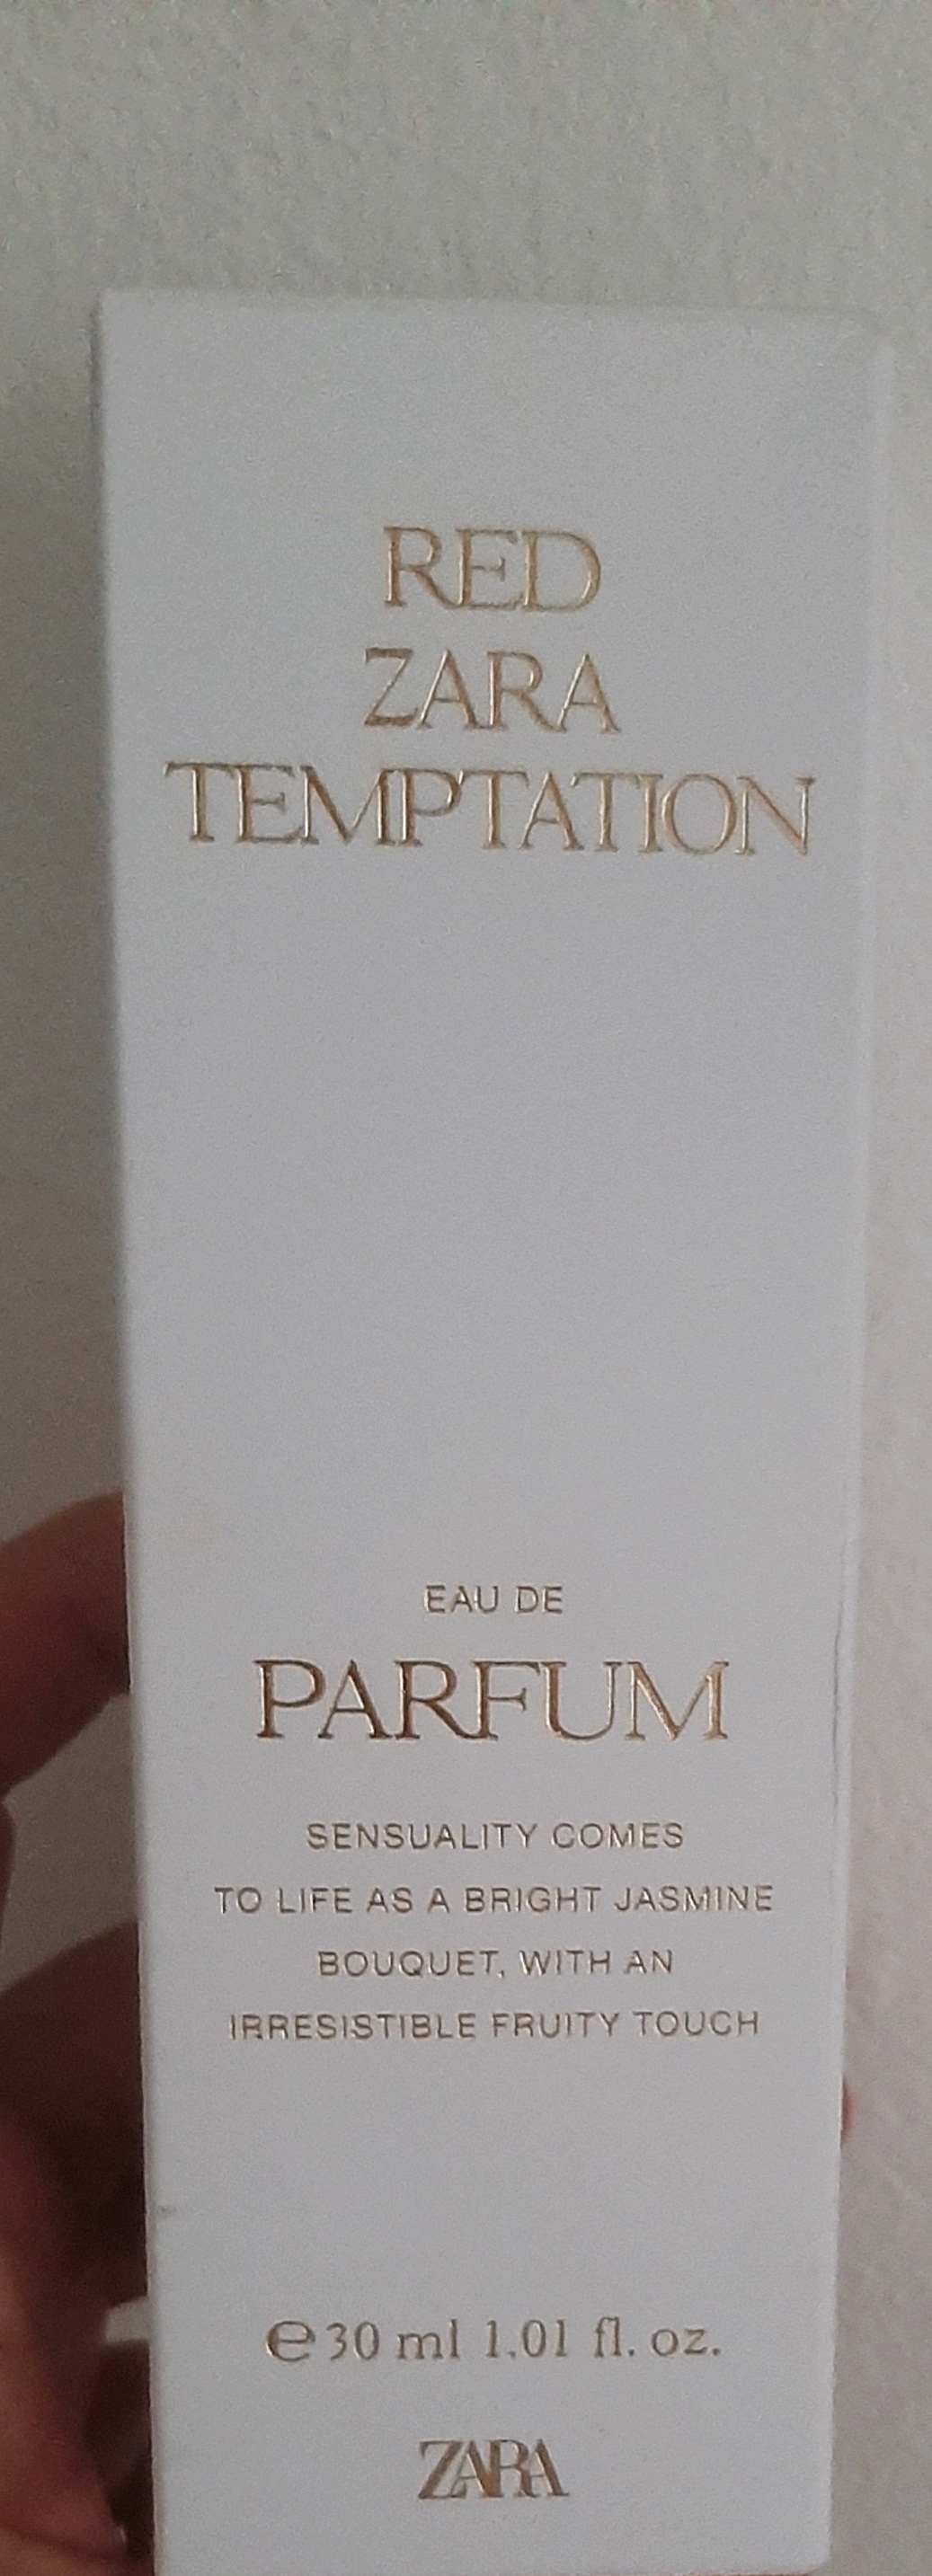 RED
ZARA
TEMPTATION
EAU DE
PARFUM
SENSUALITY COMES
TO LIFE AS A BRIGHT JASMINE
BOUQUET, WITH AN
IRRESISTIBLE FRUITY TOUCH
℮30 ml 1.01 fl. oz.
ZARA